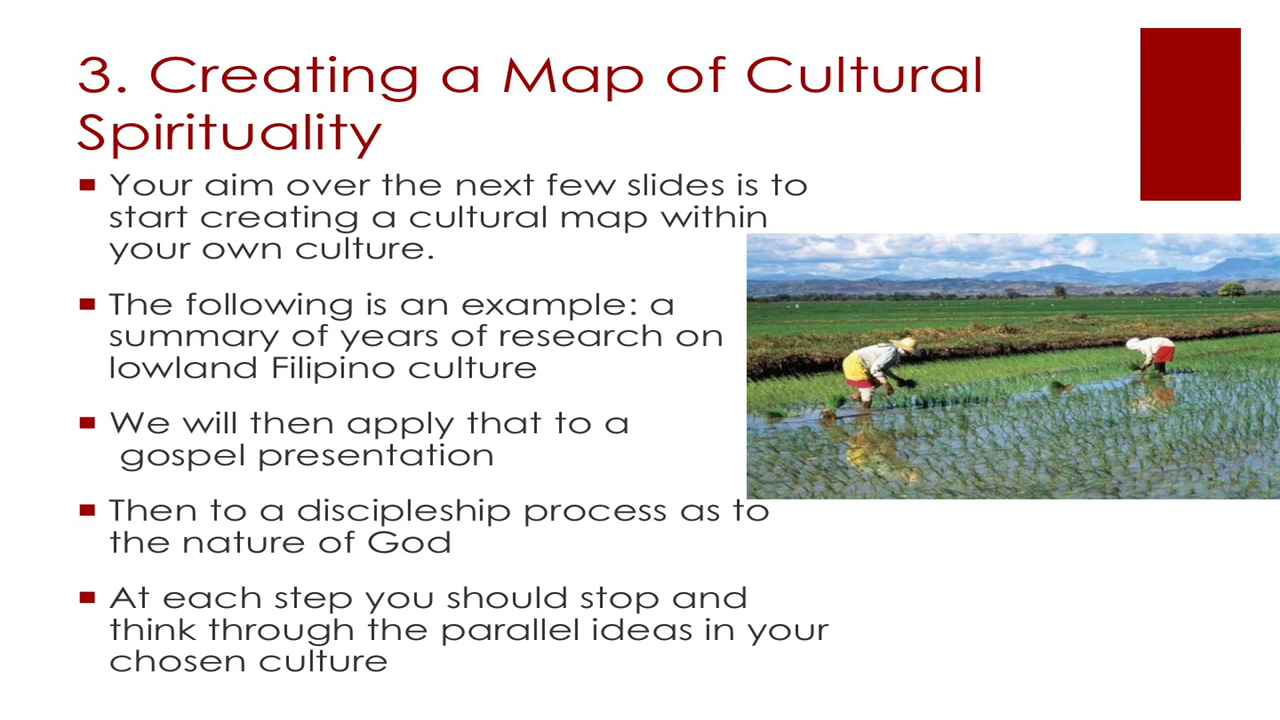 3. Creating a Map of Cultural
Spirituality
Your aim over the next few slides is to
start creating a cultural map within
your own culture.
The following is an example: a
summary of years of research on
lowland Filipino culture
We will then apply that to a
gospel presentation
Then to a discipleship process as to
the nature of God
At each step you should stop and
think through the parallel ideas in your
chosen culture